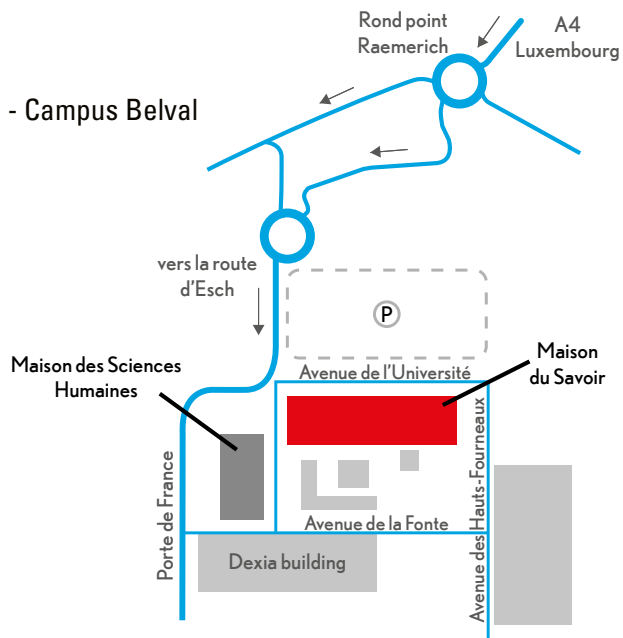 Rond point
Raemerich
A4
Luxembourg
- Campus Belval
vers la route
d'Esch
P
Maison des Sciences
Humaines
Maison
du Savoir
Avenue de l'Université
Porte de France
Avenue des Hauts-Fourneaux
Avenue de la Fonte
Dexia building